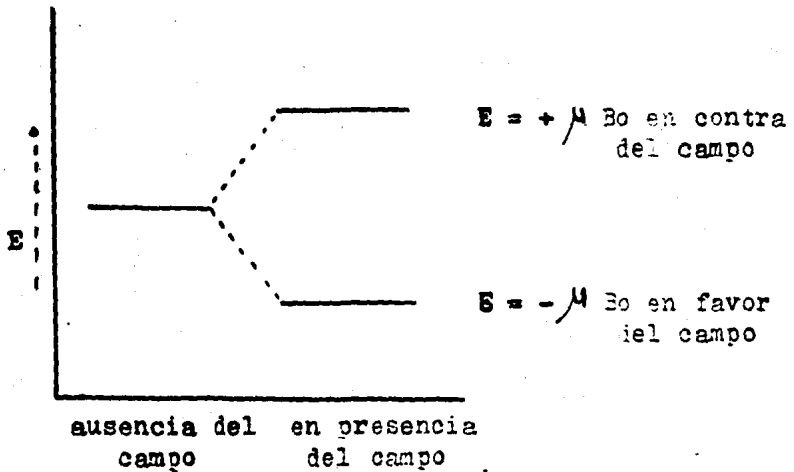 E = + μ Bo en contra
del campo
E
E = - μ Bo en favor
del campo
ausencia del en presencia
campo del campo